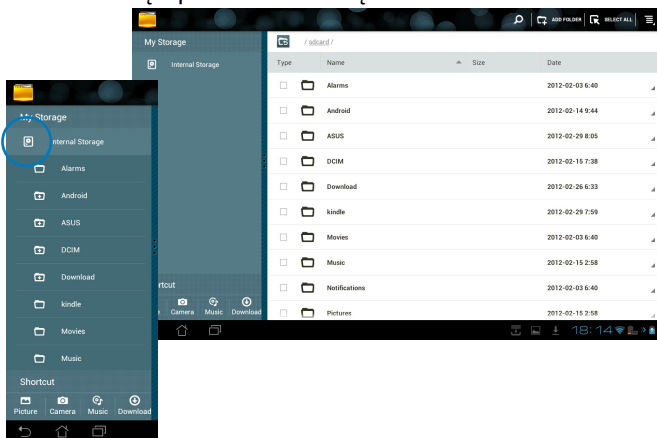 ADD FOLDER SELECT ALL
My Storage
/ sdcard /
Internal Storage
Type Name Size Date
Alarms 2012-02-03 6:40
Android 2012-02-14 9:44
ASUS 2012-02-29 8:05
DCIM 2012-02-15 7:38
Download 2012-02-26 6:33
kindle 2012-02-29 7:59
Movies 2012-02-03 6:40
Music 2012-02-15 2:58
Notifications 2012-02-03 6:40
Pictures 2012-02-15 2:58
Camera Music Download
18:14
My Storage
Internal Storage
Alarms
Android
ASUS
DCIM
Download
kindle
Movies
Music
Shortcut
Picture Camera Music Download